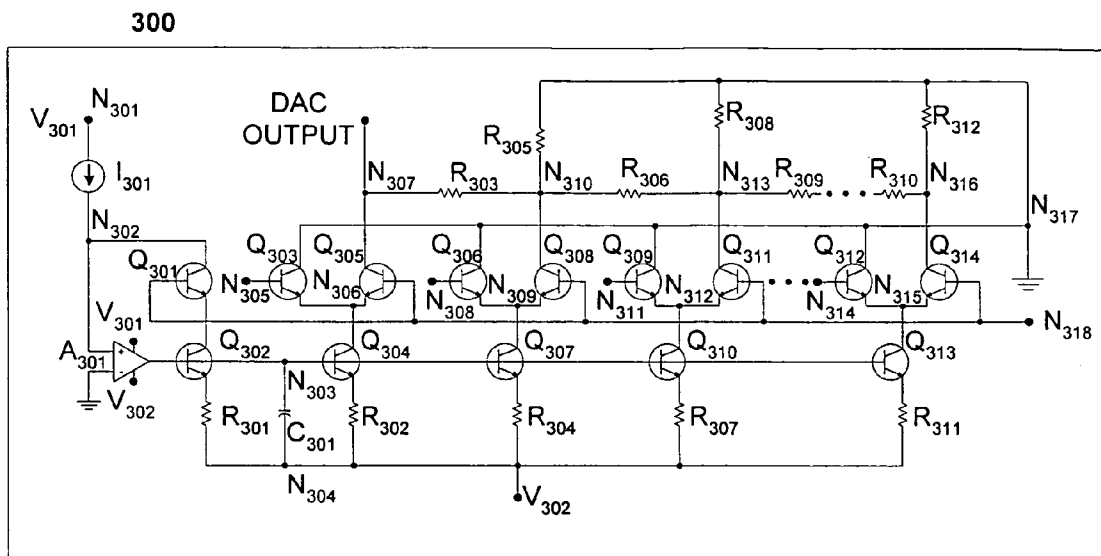 300
N301
V301
DAC
OUTPUT
I301
R305
R308
R312
N307
R303
N310
R306
N313
R309
R310
N316
N302
N317
Q303
Q305
Q306
Q308
Q309
Q311
Q312
Q314
Q301
N305
N306
N308
N309
N311
N312
N314
N315
N318
V301
A301
+
-
V302
Q302
Q304
Q307
Q310
Q313
N303
R301
C301
R302
R304
R307
R311
N304
V302